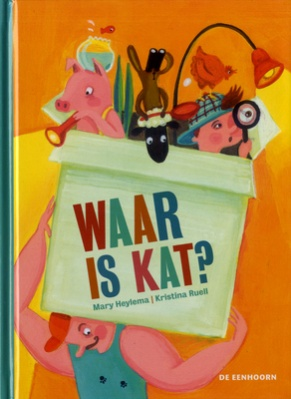 WAAR
IS KAT?
Mary Heylema | Kristina Ruell
DE EENHOORN